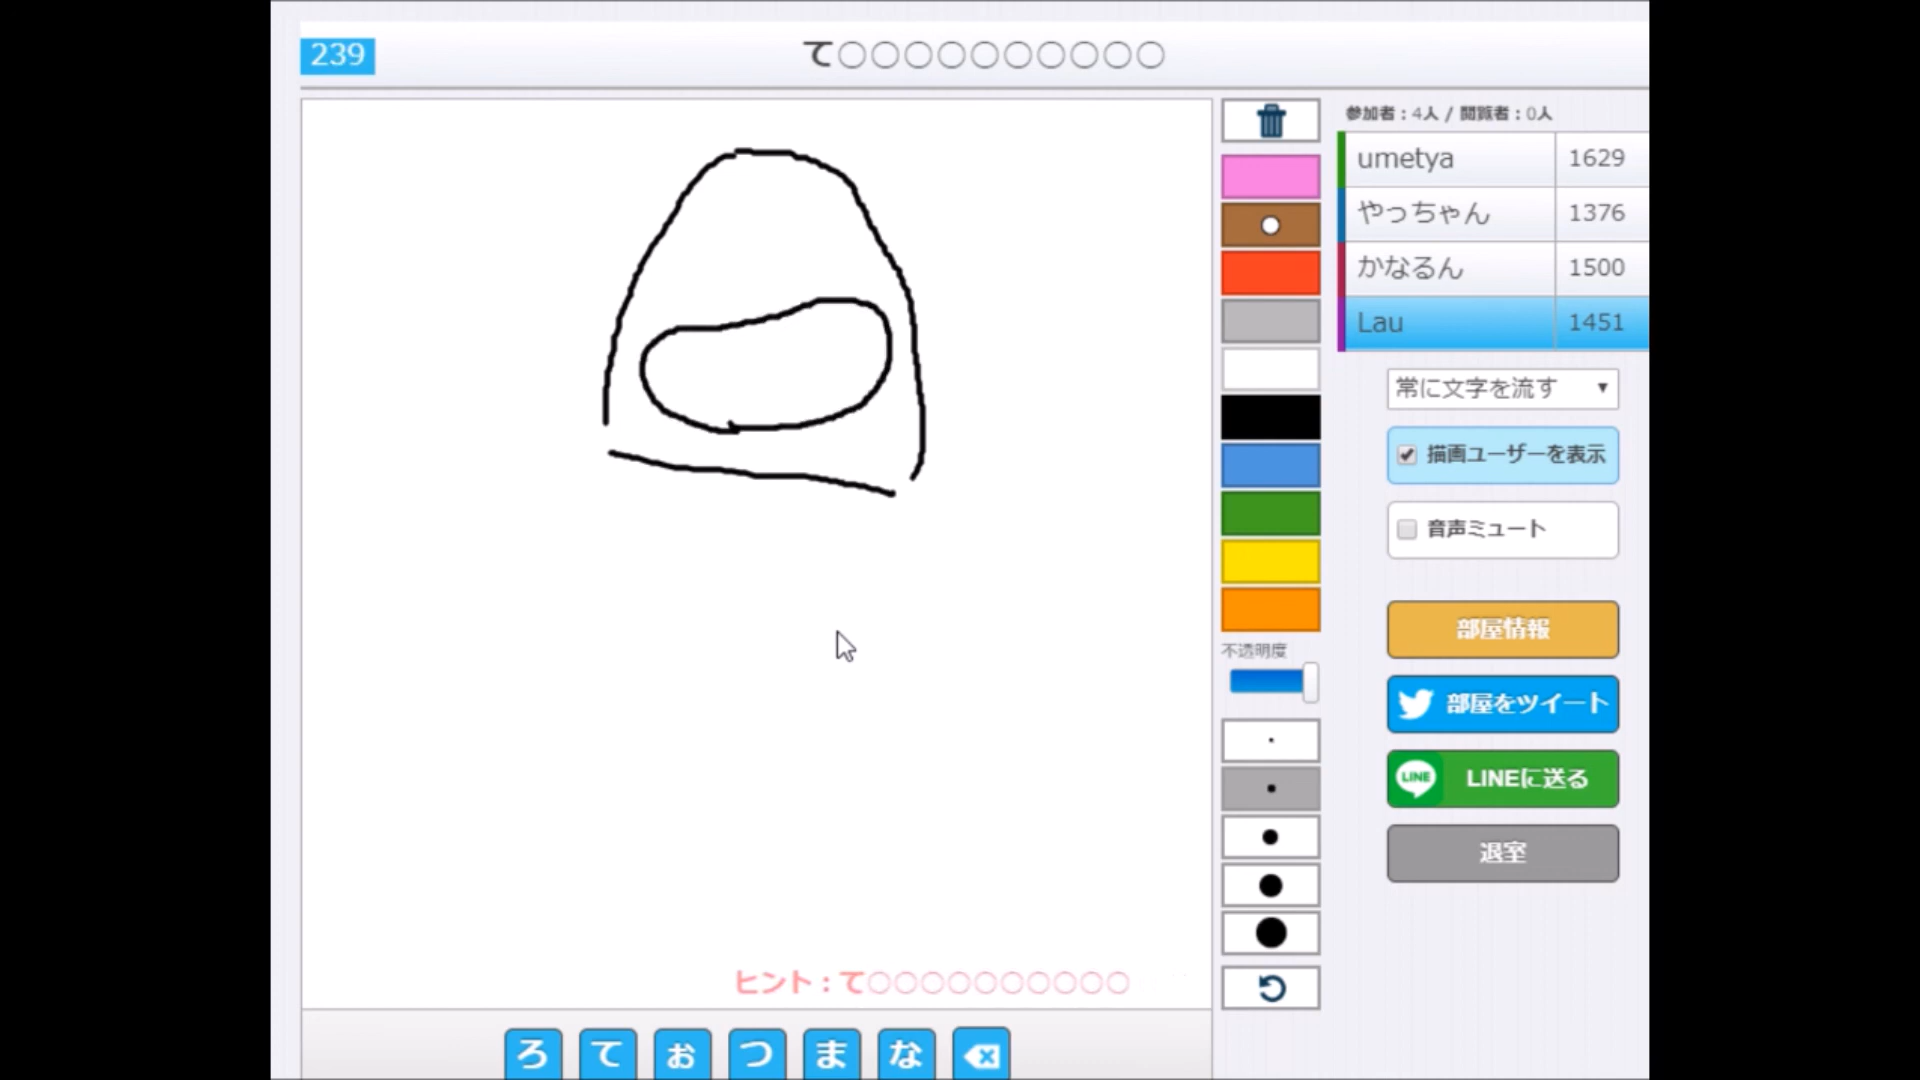 239
て○○○○○○○○○○
参加者：4人 / 閲覧者：0人
umetya 1629
やっちゃん 1376
かなるん 1500
Lau 1451
常に文字を流す
描画ユーザーを表示
音声ミュート
部屋情報
不透明度
部屋をツイート
LINE LINEに送る
退室
ヒント：て○○○○○○○○○○
ろ て ぉ つ ま な